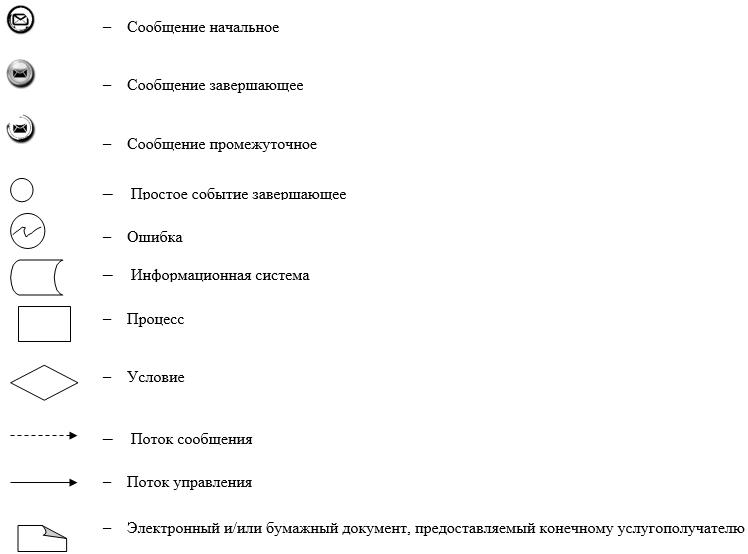 – Сообщение начальное
– Сообщение завершающее
– Сообщение промежуточное
– Простое событие завершающее
– Ошибка
– Информационная система
– Процесс
– Условие
– Поток сообщения
– Поток управления
– Электронный и/или бумажный документ, предоставляемый конечному услугополучателю